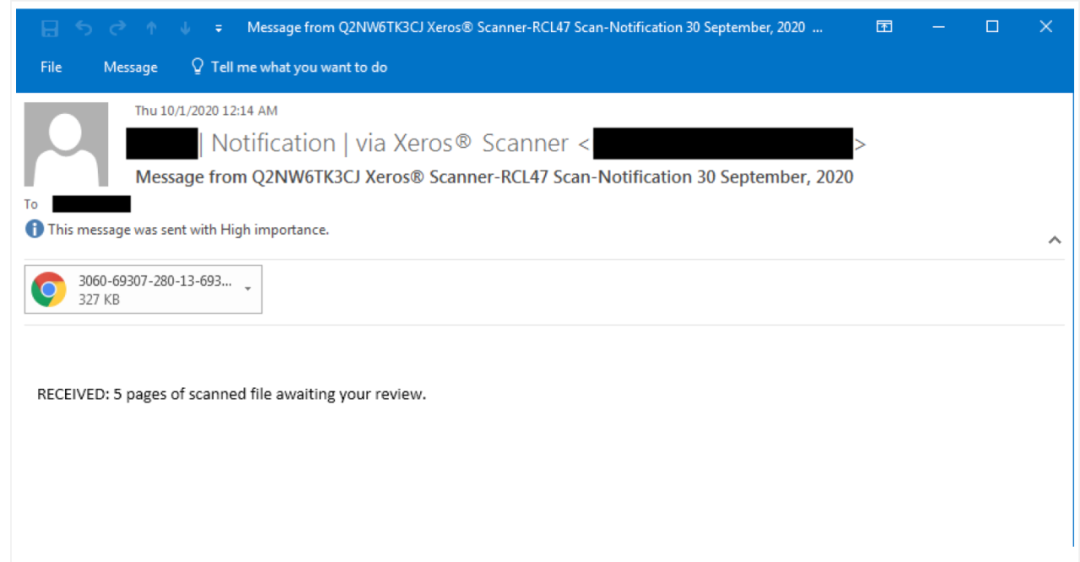 Message from Q2NW6TK3CJ Xeros® Scanner-RCL47 Scan-Notification 30 September, 2020 ...
File Message Tell me what you want to do
Thu 10/1/2020 12:14 AM
| Notification | via Xeros® Scanner < >
Message from Q2NW6TK3CJ Xeros® Scanner-RCL47 Scan-Notification 30 September, 2020
To
This message was sent with High importance.
3060-69307-280-13-693...
327 KB
RECEIVED: 5 pages of scanned file awaiting your review.